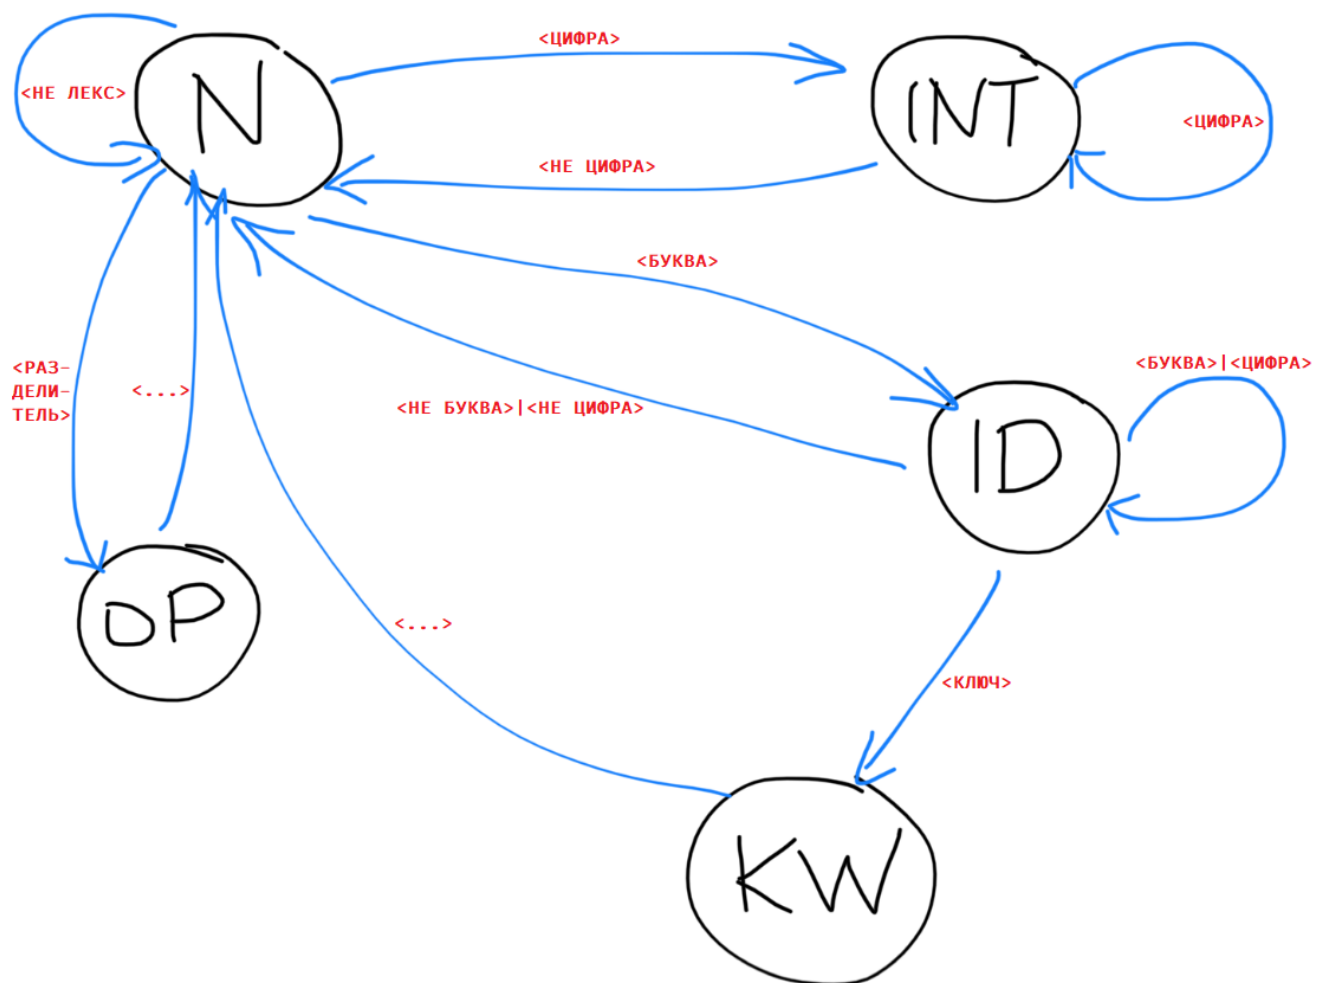 <ЦИФРА>
N
INT
<НЕ ЛЕКС>
<ЦИФРА>
<НЕ ЦИФРА>
<БУКВА>
<РАЗ-
ДЕЛИ-
ТЕЛЬ>
<...>
<НЕ БУКВА>|<НЕ ЦИФРА>
<БУКВА>|<ЦИФРА>
ID
OP
<...>
<КЛЮЧ>
KW